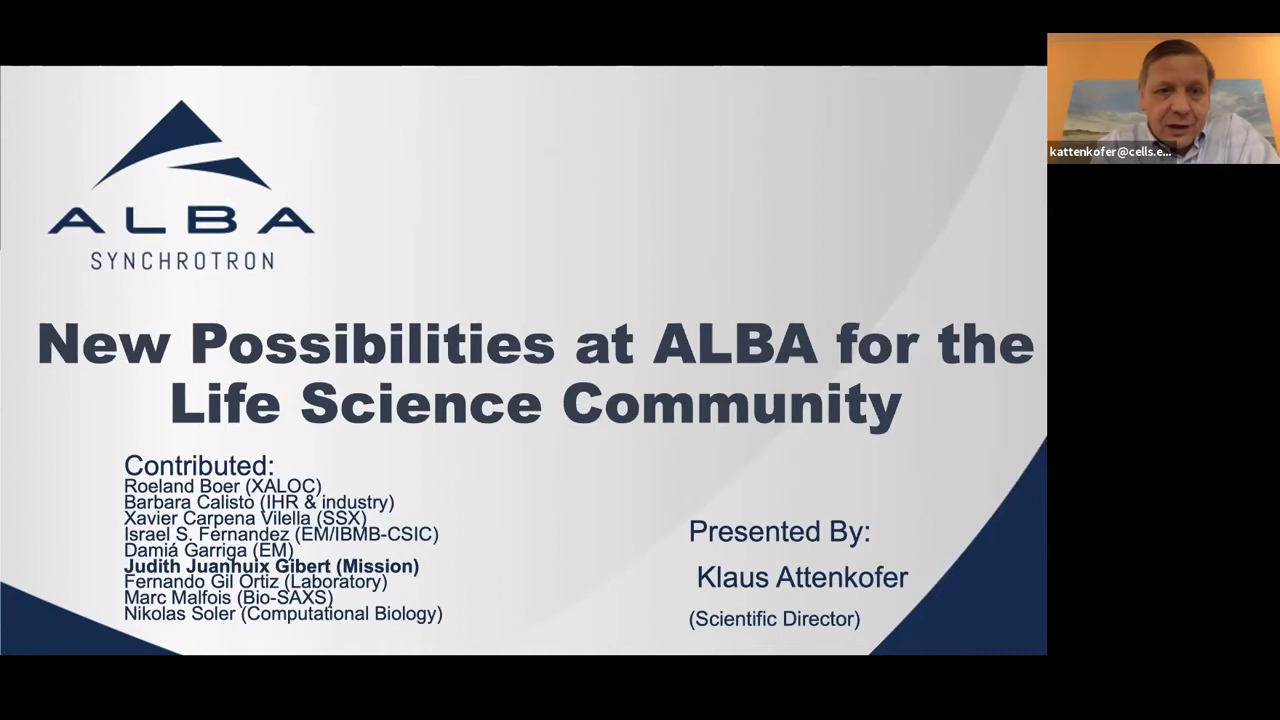 ALBA
SYNCHROTRON
New Possibilities at ALBA for the
Life Science Community
Contributed:
Roeland Boer (XALOC)
Barbara Calisto (IHR & industry)
Xavier Carpena Vilella (SSX)
Israel S. Fernandez (EM/IBMB-CSIC)
Damiá Garriga (EM)
Judith Juanhuix Gibert (Mission)
Fernando Gil Ortiz (Laboratory)
Marc Malfois (Bio-SAXS)
Nikolas Soler (Computational Biology)
Presented By:
Klaus Attenkofer
(Scientific Director)
kattenkofer@cells.e...